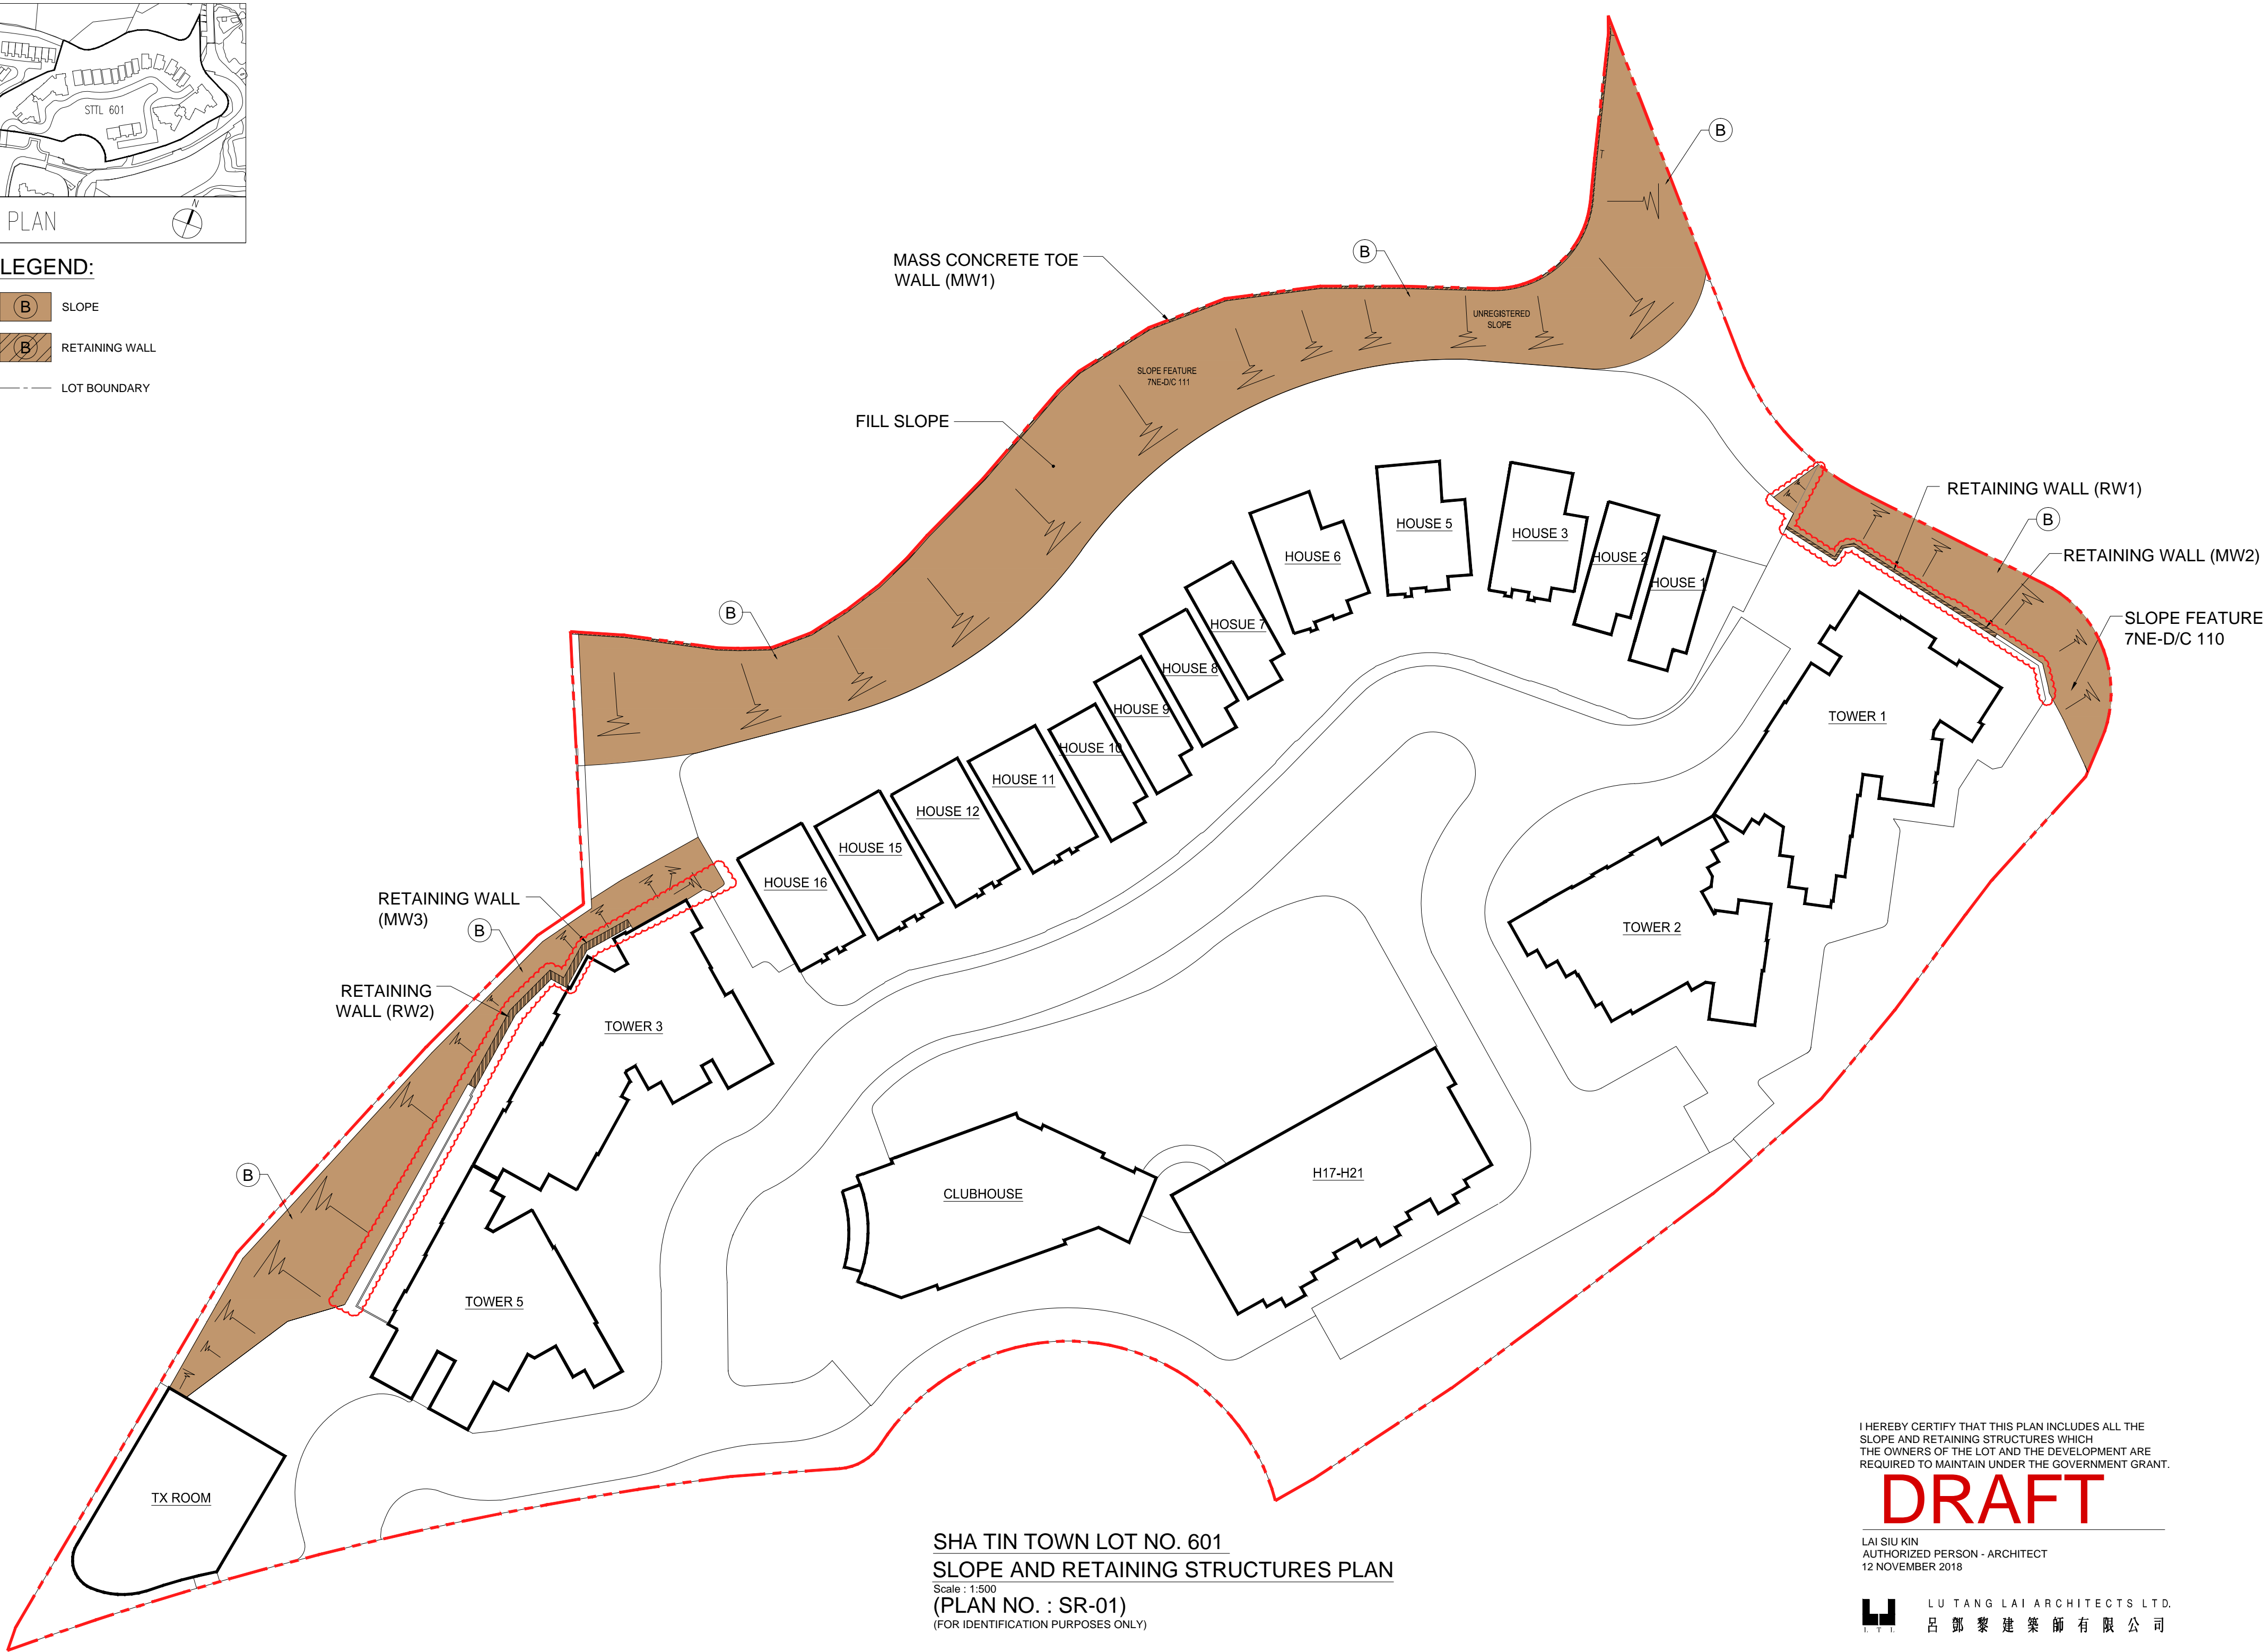 STTL 601
N
PLAN
LEGEND:
B SLOPE
B RETAINING WALL
LOT BOUNDARY
B
T
MASS CONCRETE TOE
WALL (MW1)
B
UNREGISTERED
SLOPE
SLOPE FEATURE
7NE-D/C 111
FILL SLOPE
RETAINING WALL (RW1)
B
RETAINING WALL (MW2)
SLOPE FEATURE
7NE-D/C 110
B
HOUSE 6
HOUSE 5
HOUSE 3
HOUSE 2
HOUSE 1
HOSUE 7
HOUSE 8
HOUSE 9
HOUSE 10
HOUSE 11
HOUSE 12
HOUSE 15
HOUSE 16
TOWER 1
TOWER 2
RETAINING WALL
(MW3)
B
RETAINING
WALL (RW2)
TOWER 3
B
TOWER 5
CLUBHOUSE
H17-H21
TX ROOM
SHA TIN TOWN LOT NO. 601
SLOPE AND RETAINING STRUCTURES PLAN
Scale : 1:500
(PLAN NO. : SR-01)
(FOR IDENTIFICATION PURPOSES ONLY)
I HEREBY CERTIFY THAT THIS PLAN INCLUDES ALL THE
SLOPE AND RETAINING STRUCTURES WHICH
THE OWNERS OF THE LOT AND THE DEVELOPMENT ARE
REQUIRED TO MAINTAIN UNDER THE GOVERNMENT GRANT.
DRAFT
LAI SIU KIN
AUTHORIZED PERSON - ARCHITECT
12 NOVEMBER 2018
LTL
LU TANG LAI ARCHITECTS LTD.
呂鄧黎建築師有限公司